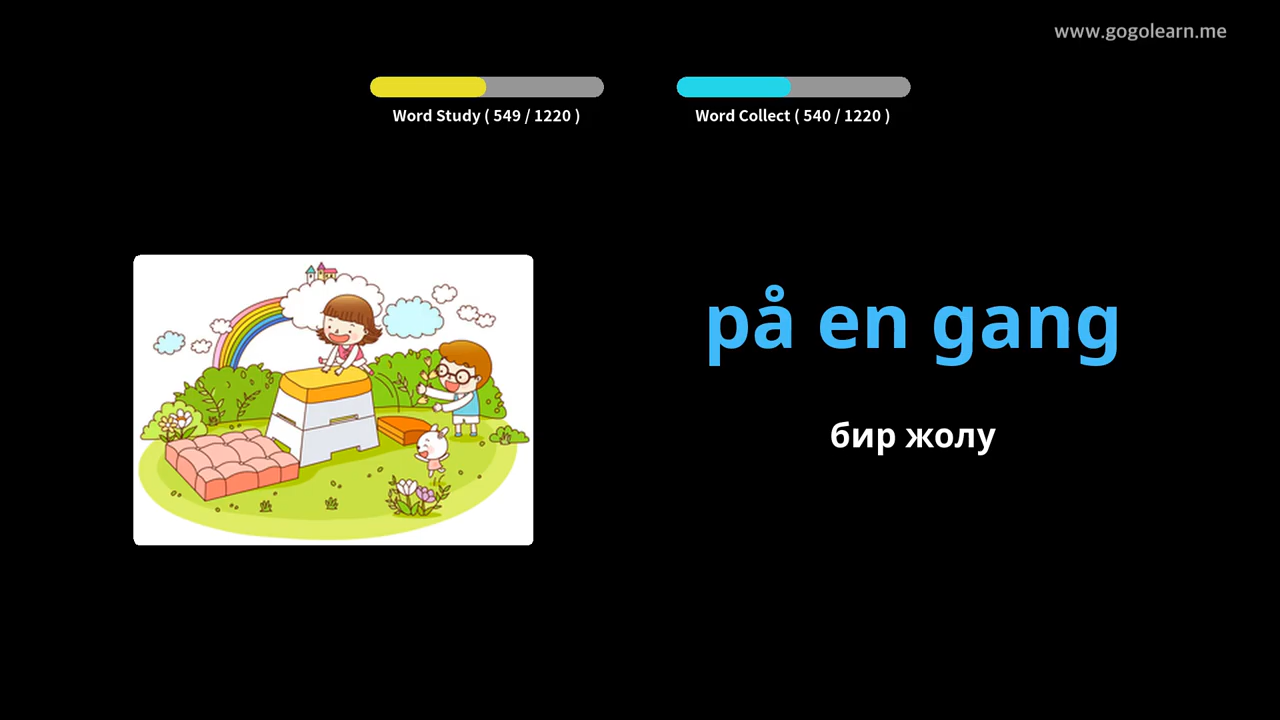 www.gogolearn.me
Word Study ( 549 / 1220 )
Word Collect ( 540 / 1220 )
på en gang
бир жолу